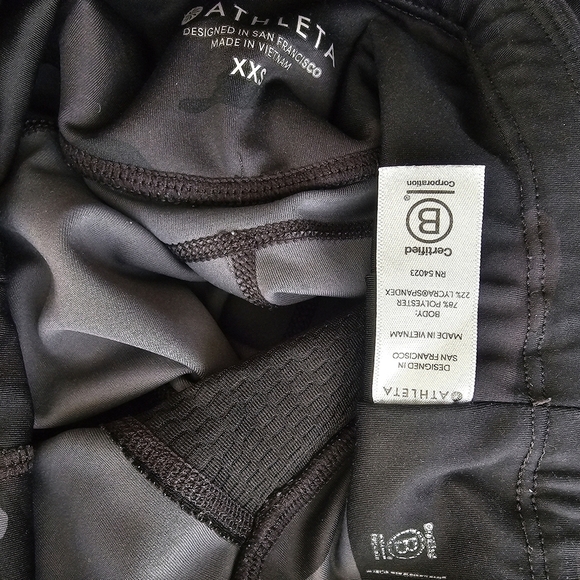 ATHLETA
DESIGNED IN SAN FRANCISCO
MADE IN VIETNAM
XXS
ATHLETA
DESIGNED IN
SAN FRANCISCO
MADE IN VIETNAM
BODY:
78% POLYESTER
22% LYCRA®SPANDEX
RN 54023
Certified
B
®
Corporation